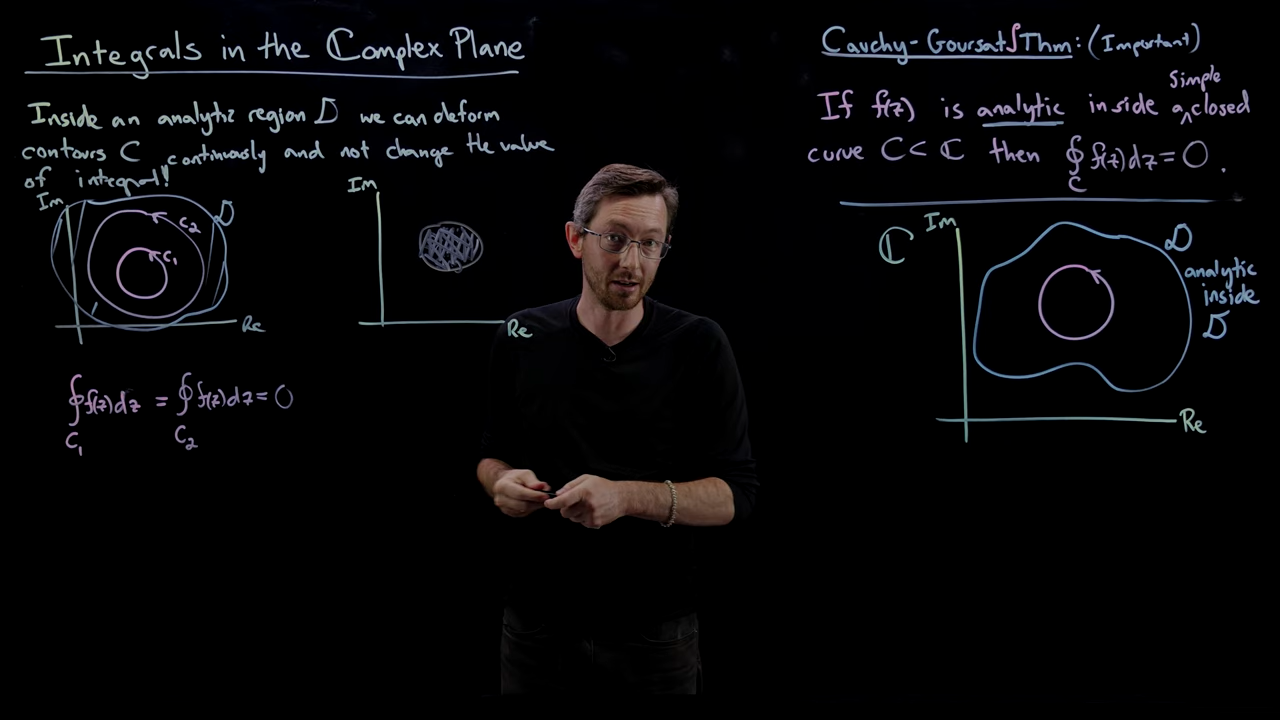 Integrals in the ℂomplex Plane
Inside an analytic region D we can deform
contours C continuously and not change the value
of integral!
Im
D
C₂
C₁
Re
∮f(z)dz = ∮f(z)dz = 0
C₁ C₂
Im
Re
Cauchy-Goursat ∫ Thm: (Important)
If f(z) is analytic inside a simple closed
curve C < ℂ then ∮f(z)dz = 0.
C
ℂ
Im
D
analytic
inside
D
Re